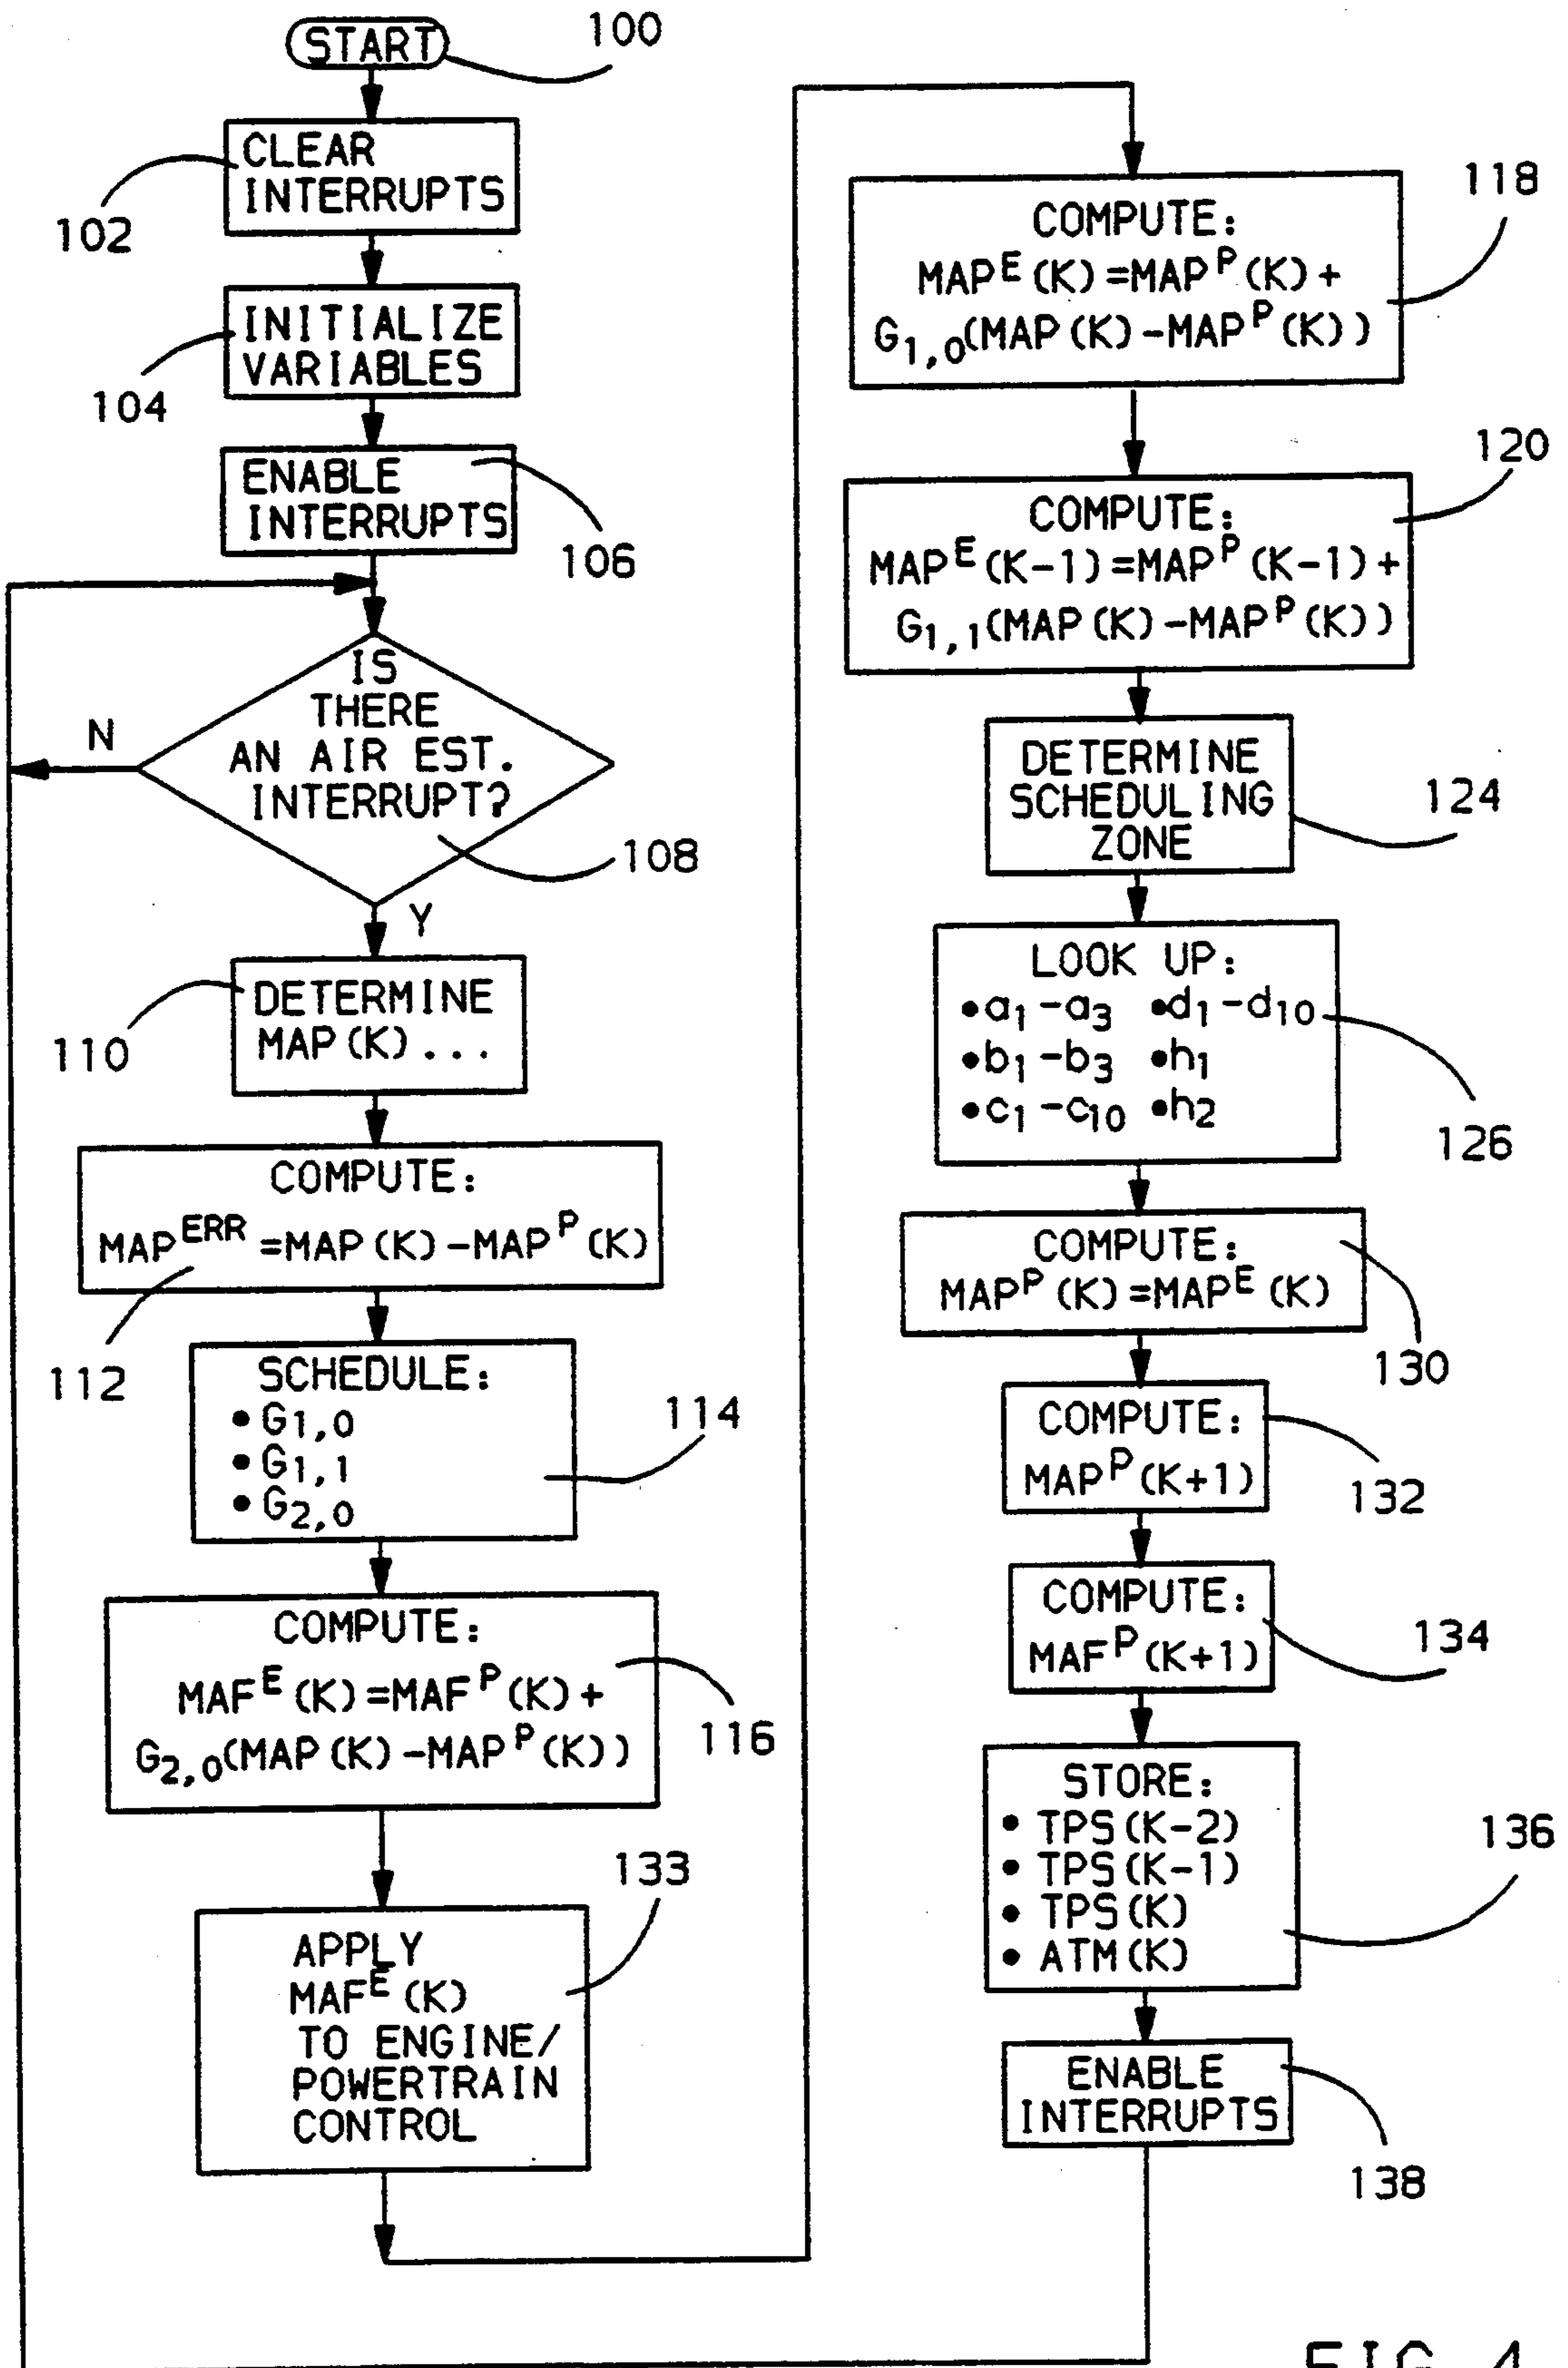 START
100
CLEAR
INTERRUPTS
102
INITIALIZE
VARIABLES
104
ENABLE
INTERRUPTS
106
IS
THERE
AN AIR EST.
INTERRUPT?
N
108
Y
DETERMINE
MAP(K)...
110
COMPUTE:
MAP^ERR =MAP(K)-MAP^P(K)
112
SCHEDULE:
• G1,0
• G1,1
• G2,0
114
COMPUTE:
MAF^E(K)=MAF^P(K)+
G2,0(MAP(K)-MAP^P(K))
116
133
APPLY
MAF^E(K)
TO ENGINE/
POWERTRAIN
CONTROL
118
COMPUTE:
MAP^E(K)=MAP^P(K)+
G1,0(MAP(K)-MAP^P(K))
120
COMPUTE:
MAP^E(K-1)=MAP^P(K-1)+
G1,1(MAP(K)-MAP^P(K))
DETERMINE
SCHEDULING
ZONE
124
LOOK UP:
•a1-a3 •d1-d10
•b1-b3 •h1
•c1-c10 •h2
126
COMPUTE:
MAP^P(K)=MAP^E(K)
130
COMPUTE:
MAP^P(K+1)
132
COMPUTE:
MAF^P(K+1)
134
STORE:
• TPS(K-2)
• TPS(K-1)
• TPS(K)
• ATM(K)
136
ENABLE
INTERRUPTS
138
FIG 4